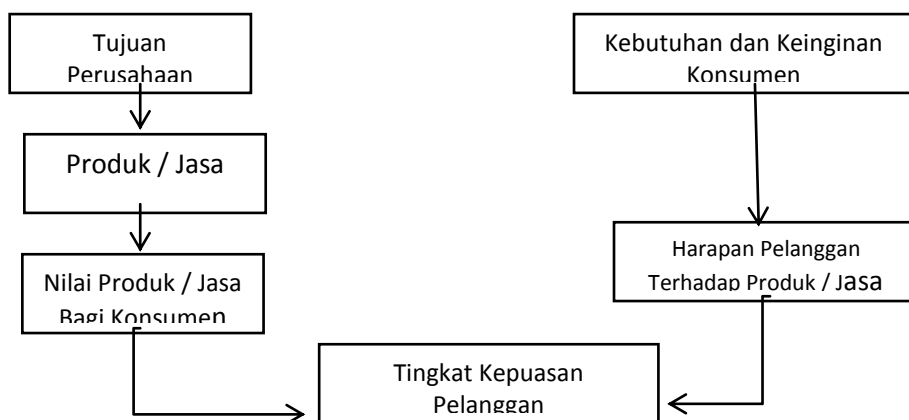 Tujuan
Perusahaan
Kebutuhan dan Keinginan
Konsumen
Produk / Jasa
Nilai Produk / Jasa
Bagi Konsumen
Harapan Pelanggan
Terhadap Produk / Jasa
Tingkat Kepuasan
Pelanggan